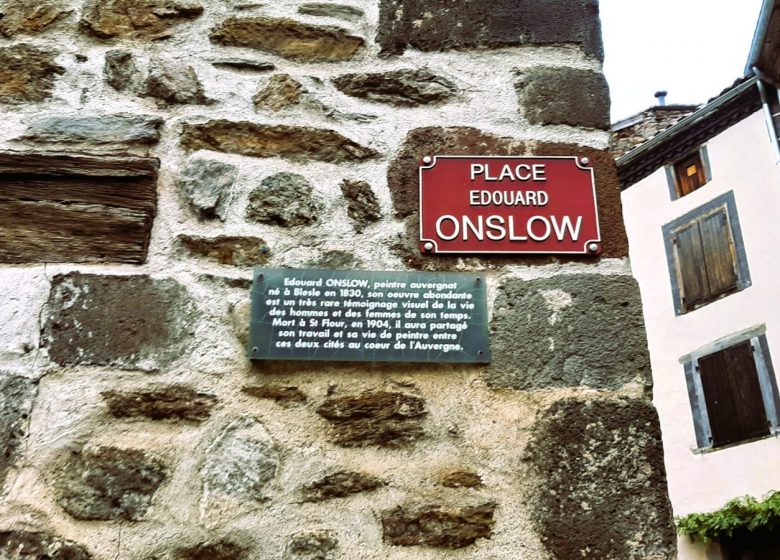 PLACE
EDOUARD
ONSLOW
Edouard ONSLOW, peintre auvergnat
né à Blesle en 1830, son oeuvre abondante
est un très rare témoignage visuel de la vie
des hommes et des femmes de son temps.
Mort à St Flour, en 1904, il aura partagé
son travail et sa vie de peintre entre
ces deux cités au coeur de l'Auvergne.